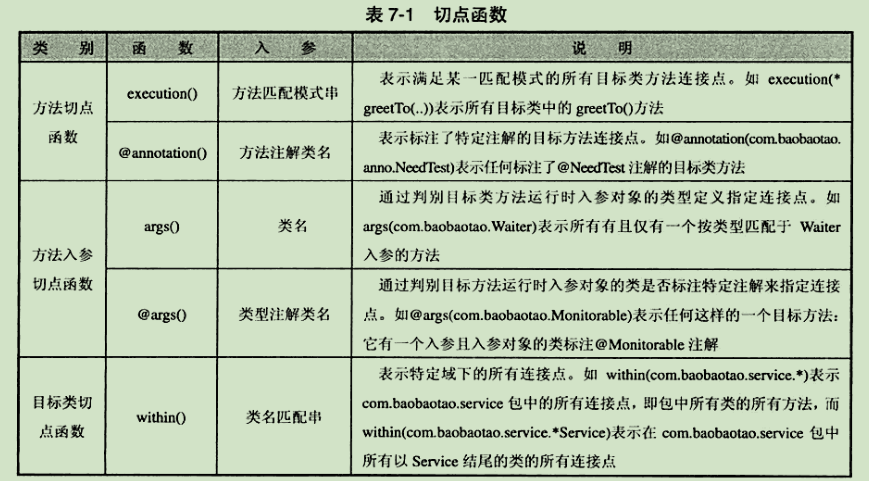 表 7-1 切点函数
类 别 函 数 入 参 说 明
方法切点
函数
execution()
方法匹配模式串
表示满足某一匹配模式的所有目标类方法连接点。如 execution(*
greetTo(..))表示所有目标类中的 greetTo()方法
@annotation()
方法注解类名
表示标注了特定注解的目标方法连接点。如@annotation(com.baobaotao.
anno.NeedTest)表示任何标注了@NeedTest 注解的目标类方法
方法入参
切点函数
args()
类名
通过判别目标类方法运行时入参对象的类型定义指定连接点。如
args(com.baobaotao.Waiter)表示所有有且仅有一个按类型匹配于 Waiter
入参的方法
@args()
类型注解类名
通过判别目标方法运行时入参对象的类是否标注特定注解来指定连接
点。如@args(com.baobaotao.Monitorable)表示任何这样的一个目标方法:
它有一个入参且入参对象的类标注@Monitorable 注解
目标类切
点函数
within()
类名匹配串
表示特定域下的所有连接点。如 within(com.baobaotao.service.*)表示
com.baobaotao.service 包中的所有连接点，即包中所有类的所有方法，而
within(com.baobaotao.service.*Service)表示在 com.baobaotao.service 包中
所有以 Service 结尾的类的所有连接点